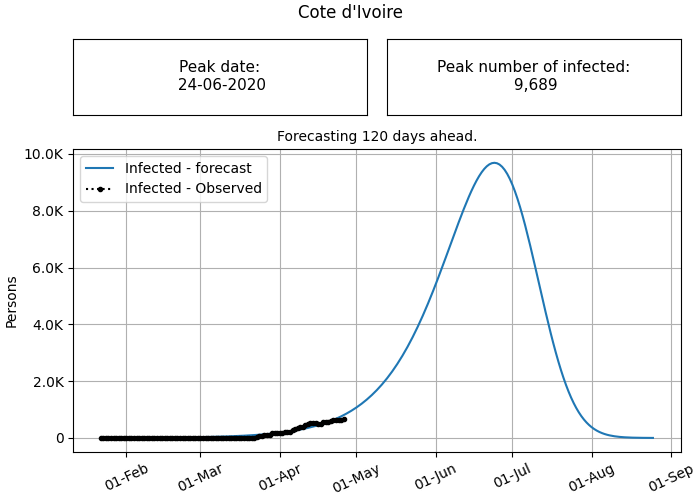 Cote d'Ivoire
Peak date:
24-06-2020
Peak number of infected:
9,689
Forecasting 120 days ahead.
Infected - forecast
Infected - Observed
Persons
10.0K
8.0K
6.0K
4.0K
2.0K
0
01-Feb
01-Mar
01-Apr
01-May
01-Jun
01-Jul
01-Aug
01-Sep